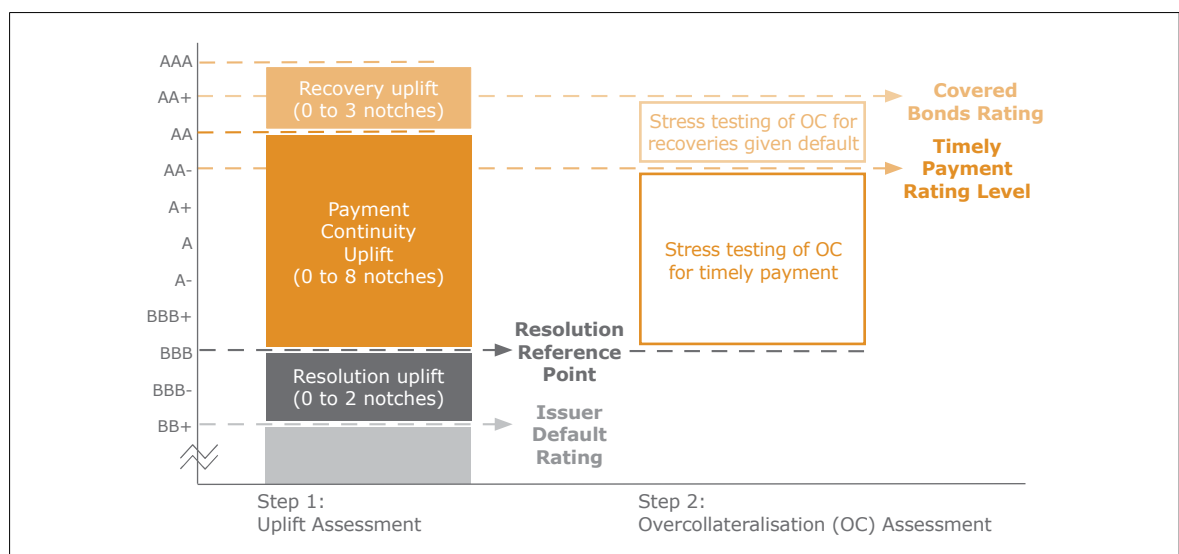 AAA
AA+
AA
AA-
A+
A
A-
BBB+
BBB
BBB-
BB+
Recovery uplift
(0 to 3 notches)
Payment
Continuity
Uplift
(0 to 8 notches)
Resolution uplift
(0 to 2 notches)
Resolution
Reference
Point
Issuer
Default
Rating
Stress testing of OC for
recoveries given default
Stress testing of OC
for timely payment
Covered
Bonds Rating
Timely
Payment
Rating Level
Step 1:
Uplift Assessment
Step 2:
Overcollateralisation (OC) Assessment